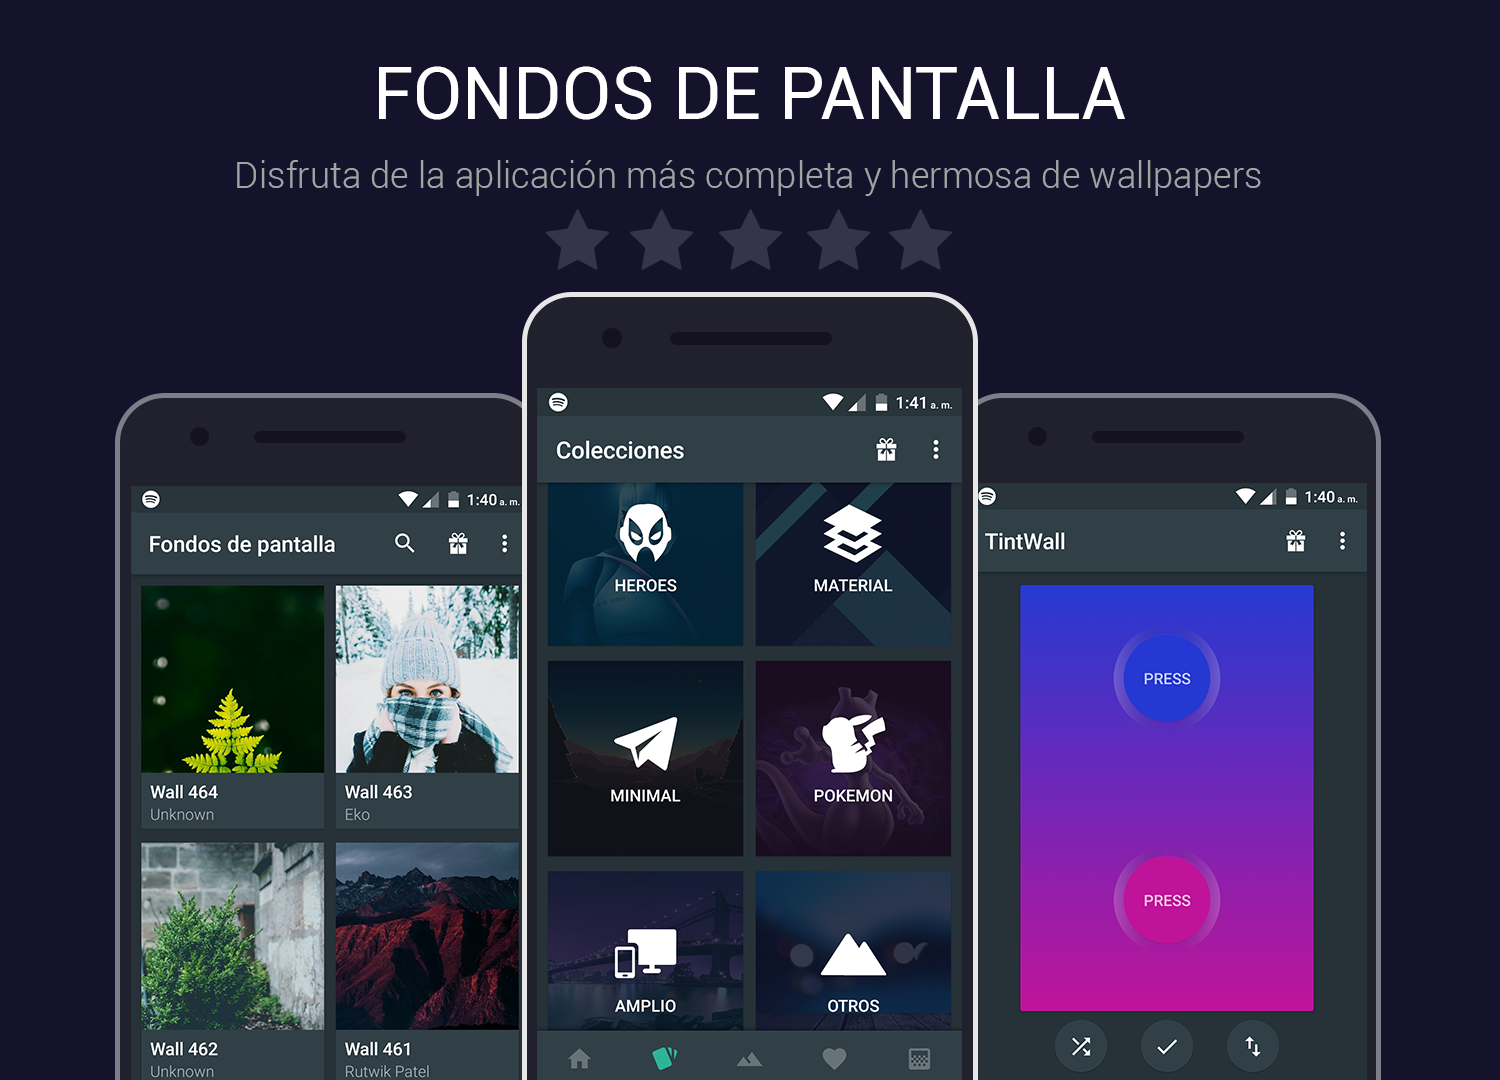 FONDOS DE PANTALLA
Disfruta de la aplicación más completa y hermosa de wallpapers
1:40 a. m.
Fondos de pantalla
Wall 464
Unknown
Wall 463
Eko
Wall 462
Unknown
Wall 461
Rutwik Patel
1:41 a. m.
Colecciones
HEROES
MATERIAL
MINIMAL
POKEMON
AMPLIO
OTROS
1:40 a. m.
TintWall
PRESS
PRESS